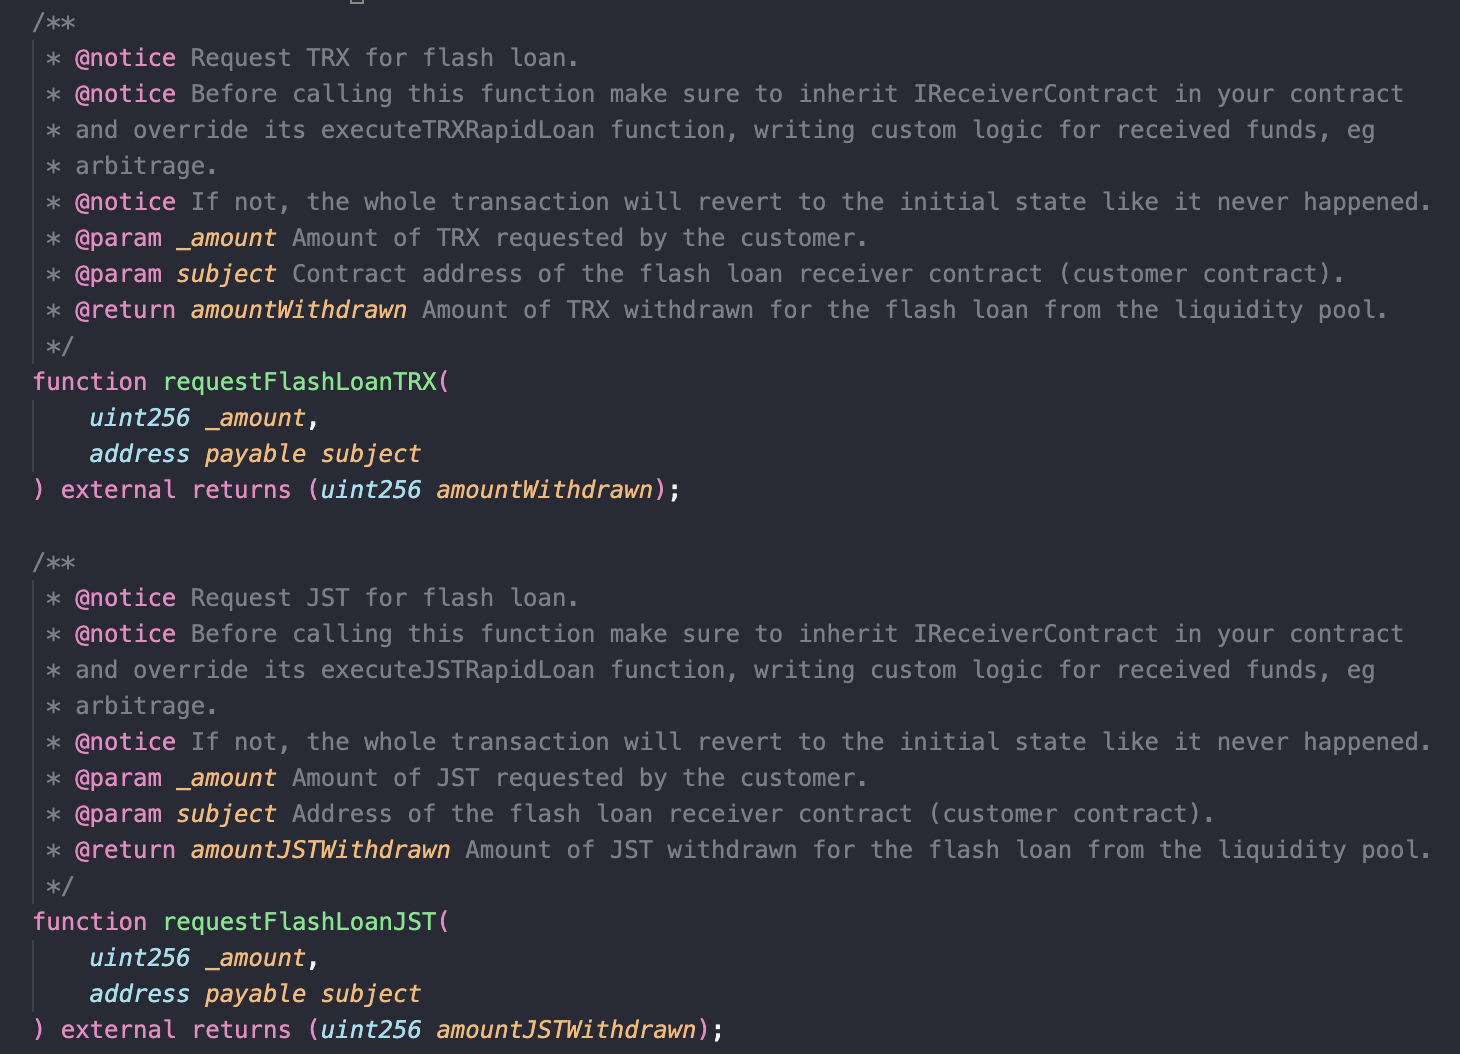 /**
 * @notice Request TRX for flash loan.
 * @notice Before calling this function make sure to inherit IReceiverContract in your contract
 * and override its executeTRXRapidLoan function, writing custom logic for received funds, eg
 * arbitrage.
 * @notice If not, the whole transaction will revert to the initial state like it never happened.
 * @param _amount Amount of TRX requested by the customer.
 * @param subject Contract address of the flash loan receiver contract (customer contract).
 * @return amountWithdrawn Amount of TRX withdrawn for the flash loan from the liquidity pool.
 */
function requestFlashLoanTRX(
    uint256 _amount,
    address payable subject
) external returns (uint256 amountWithdrawn);

/**
 * @notice Request JST for flash loan.
 * @notice Before calling this function make sure to inherit IReceiverContract in your contract
 * and override its executeJSTRapidLoan function, writing custom logic for received funds, eg
 * arbitrage.
 * @notice If not, the whole transaction will revert to the initial state like it never happened.
 * @param _amount Amount of JST requested by the customer.
 * @param subject Address of the flash loan receiver contract (customer contract).
 * @return amountJSTWithdrawn Amount of JST withdrawn for the flash loan from the liquidity pool.
 */
function requestFlashLoanJST(
    uint256 _amount,
    address payable subject
) external returns (uint256 amountJSTWithdrawn);